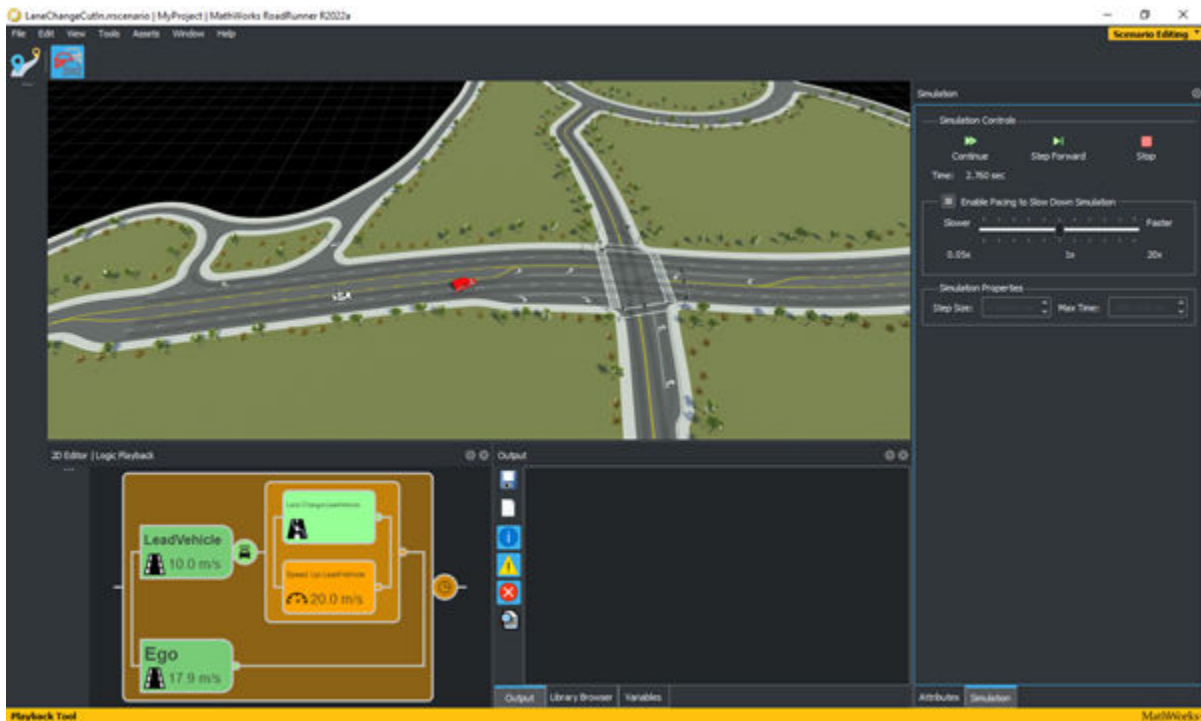 LaneChangeCutIn.rrscenario | MyProject | MathWorks RoadRunner R2022a
File Edit View Tools Assets Window Help
Scenario Editing
Simulation
Simulation Controls
Continue Step Forward Stop
Time: 2.760 sec
Enable Pacing to Slow Down Simulation
Slower Faster
0.05x 1x 20x
Simulation Properties
Step Size: Max Time:
2D Editor | Logic Playback
Output
Lane Change: LeadVehicle
LeadVehicle
10.0 m/s
Speed Up: LeadVehicle
20.0 m/s
Ego
17.9 m/s
Output Library Browser Variables
Attributes Simulation
Playback Tool
MathWorks